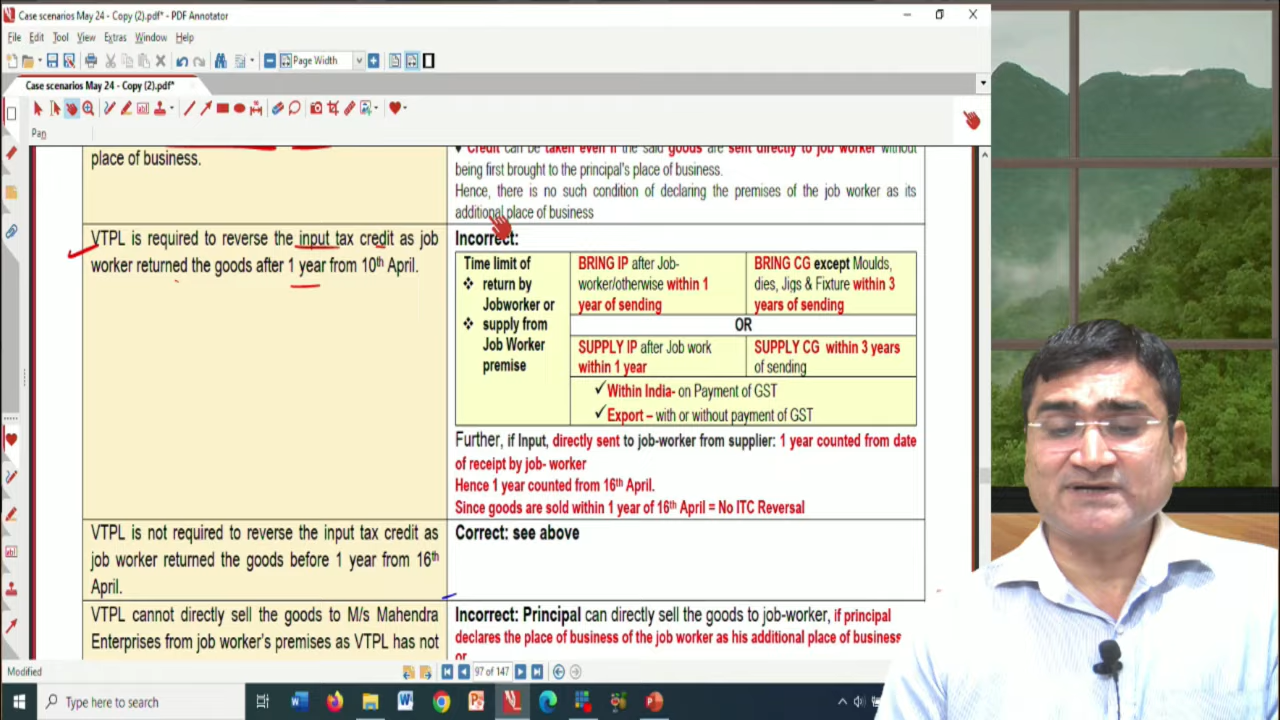 Case scenarios May 24 - Copy (2).pdf* - PDF Annotator
File Edit Tool View Extras Window Help
Page Width
Case scenarios May 24 - Copy (2).pdf*
Pan
place of business.
Credit can be taken even if the said goods are sent directly to job worker without
being first brought to the principal's place of business.
Hence, there is no such condition of declaring the premises of the job worker as its
additional place of business
VTPL is required to reverse the input tax credit as job
worker returned the goods after 1 year from 10th April.
Incorrect:
Time limit of
❖ return by
Jobworker or
❖ supply from
Job Worker
premise
BRING IP after Job-
worker/otherwise within 1
year of sending
BRING CG except Moulds,
dies, Jigs & Fixture within 3
years of sending
OR
SUPPLY IP after Job work
within 1 year
SUPPLY CG within 3 years
of sending
✓Within India- on Payment of GST
✓Export – with or without payment of GST
Further, if Input, directly sent to job-worker from supplier: 1 year counted from date
of receipt by job- worker
Hence 1 year counted from 16th April.
Since goods are sold within 1 year of 16th April = No ITC Reversal
VTPL is not required to reverse the input tax credit as
job worker returned the goods before 1 year from 16th
April.
Correct: see above
VTPL cannot directly sell the goods to M/s Mahendra
Enterprises from job worker's premises as VTPL has not
Incorrect: Principal can directly sell the goods to job-worker, if principal
declares the place of business of the job worker as his additional place of business
or
Modified
97 of 147
Type here to search